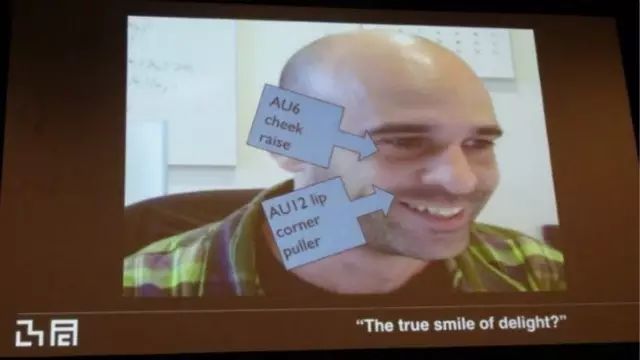 AU6
cheek
raise
AU12 lip
corner
puller
"The true smile of delight?"